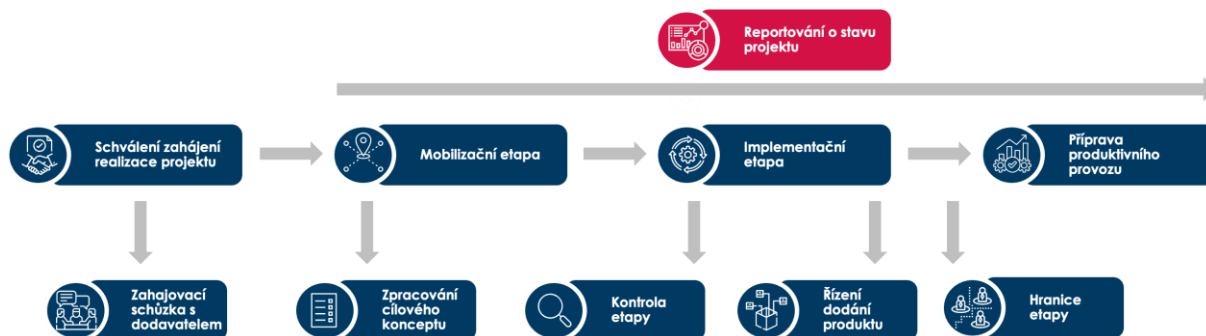 Reportování o stavu
projektu
Schválení zahájení
realizace projektu
Mobilizační etapa
Implementační
etapa
Příprava
produktivního
provozu
Zahajovací
schůzka s
dodavatelem
Zpracování
cílového
konceptu
Kontrola
etapy
Řízení
dodání
produktu
Hranice
etapy